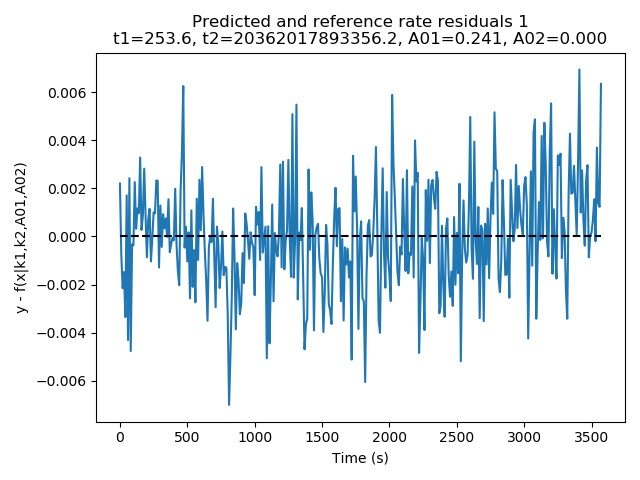 Predicted and reference rate residuals 1
t1=253.6, t2=20362017893356.2, A01=0.241, A02=0.000
y - f(x|k1,k2,A01,A02)
0.006
0.004
0.002
0.000
−0.002
−0.004
−0.006
0 500 1000 1500 2000 2500 3000 3500
Time (s)